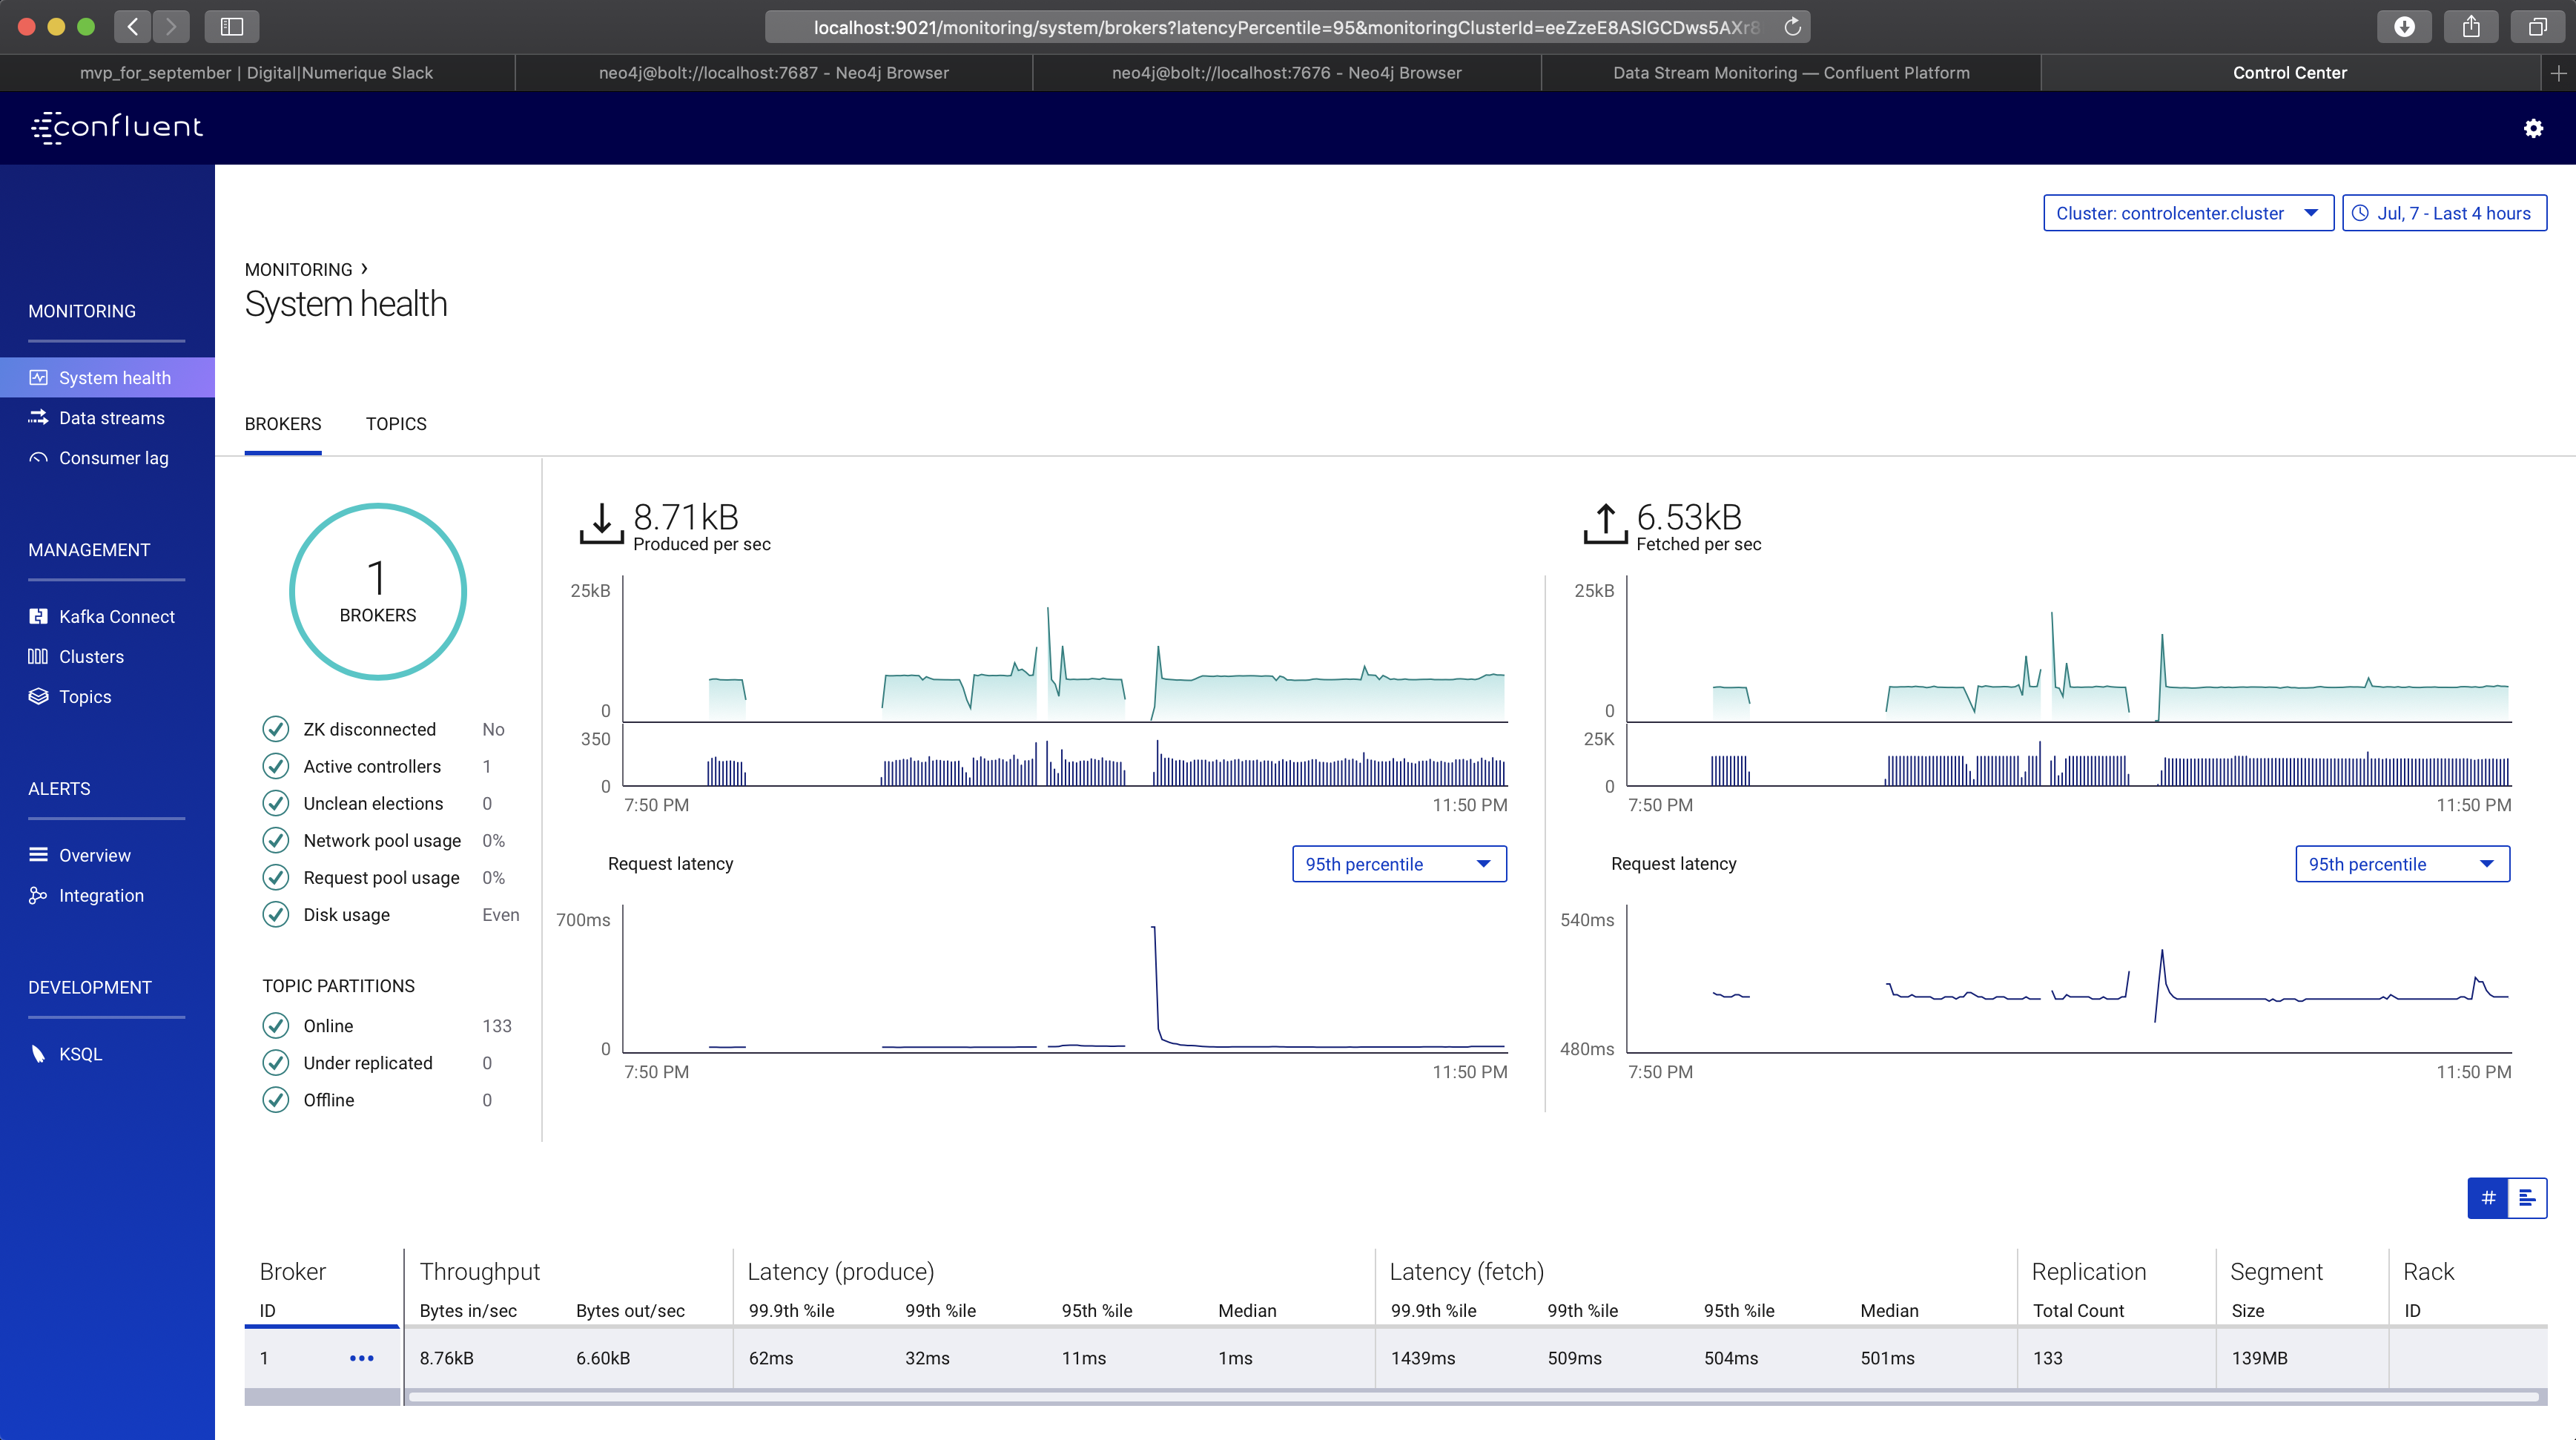 localhost:9021/monitoring/system/brokers?latencyPercentile=95&monitoringClusterId=eeZzeE8ASlGCDws5AXr8
mvp_for_september | Digital|Numerique Slack
neo4j@bolt://localhost:7687 - Neo4j Browser
neo4j@bolt://localhost:7676 - Neo4j Browser
Data Stream Monitoring — Confluent Platform
Control Center
confluent
MONITORING
System health
Data streams
Consumer lag
MANAGEMENT
Kafka Connect
Clusters
Topics
ALERTS
Overview
Integration
DEVELOPMENT
KSQL
Cluster: controlcenter.cluster
Jul, 7 - Last 4 hours
MONITORING ›
System health
BROKERS TOPICS
1
BROKERS
ZK disconnected No
Active controllers 1
Unclean elections 0
Network pool usage 0%
Request pool usage 0%
Disk usage Even
TOPIC PARTITIONS
Online 133
Under replicated 0
Offline 0
8.71kB
Produced per sec
25kB
0
350
0
7:50 PM 11:50 PM
Request latency 95th percentile
700ms
0
7:50 PM 11:50 PM
6.53kB
Fetched per sec
25kB
0
25K
0
7:50 PM 11:50 PM
Request latency 95th percentile
540ms
480ms
7:50 PM 11:50 PM
#
Broker Throughput Latency (produce) Latency (fetch) Replication Segment Rack
ID Bytes in/sec Bytes out/sec 99.9th %ile 99th %ile 95th %ile Median 99.9th %ile 99th %ile 95th %ile Median Total Count Size ID
1 ••• 8.76kB 6.60kB 62ms 32ms 11ms 1ms 1439ms 509ms 504ms 501ms 133 139MB